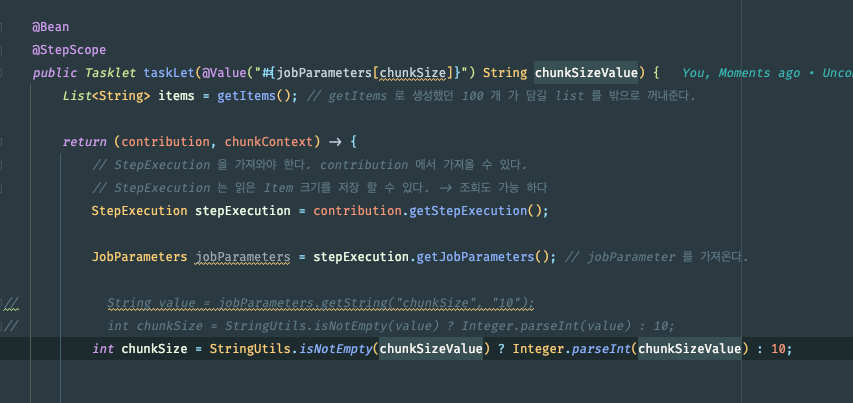 @Bean
@StepScope
public Tasklet taskLet(@Value("#{jobParameters[chunkSize]}") String chunkSizeValue) { You, Moments ago • Uncom
List<String> items = getItems(); // getItems 로 생성했던 100 개 가 담길 list 를 밖으로 꺼내준다.
return (contribution, chunkContext) → {
// StepExecution 을 가져와야 한다. contribution 에서 가져올 수 있다.
// StepExecution 는 읽은 Item 크기를 저장 할 수 있다. → 조회도 가능 하다
StepExecution stepExecution = contribution.getStepExecution();
JobParameters jobParameters = stepExecution.getJobParameters(); // jobParameter 를 가져온다.
// String value = jobParameters.getString("chunkSize", "10");
// int chunkSize = StringUtils.isNotEmpty(value) ? Integer.parseInt(value) : 10;
int chunkSize = StringUtils.isNotEmpty(chunkSizeValue) ? Integer.parseInt(chunkSizeValue) : 10;